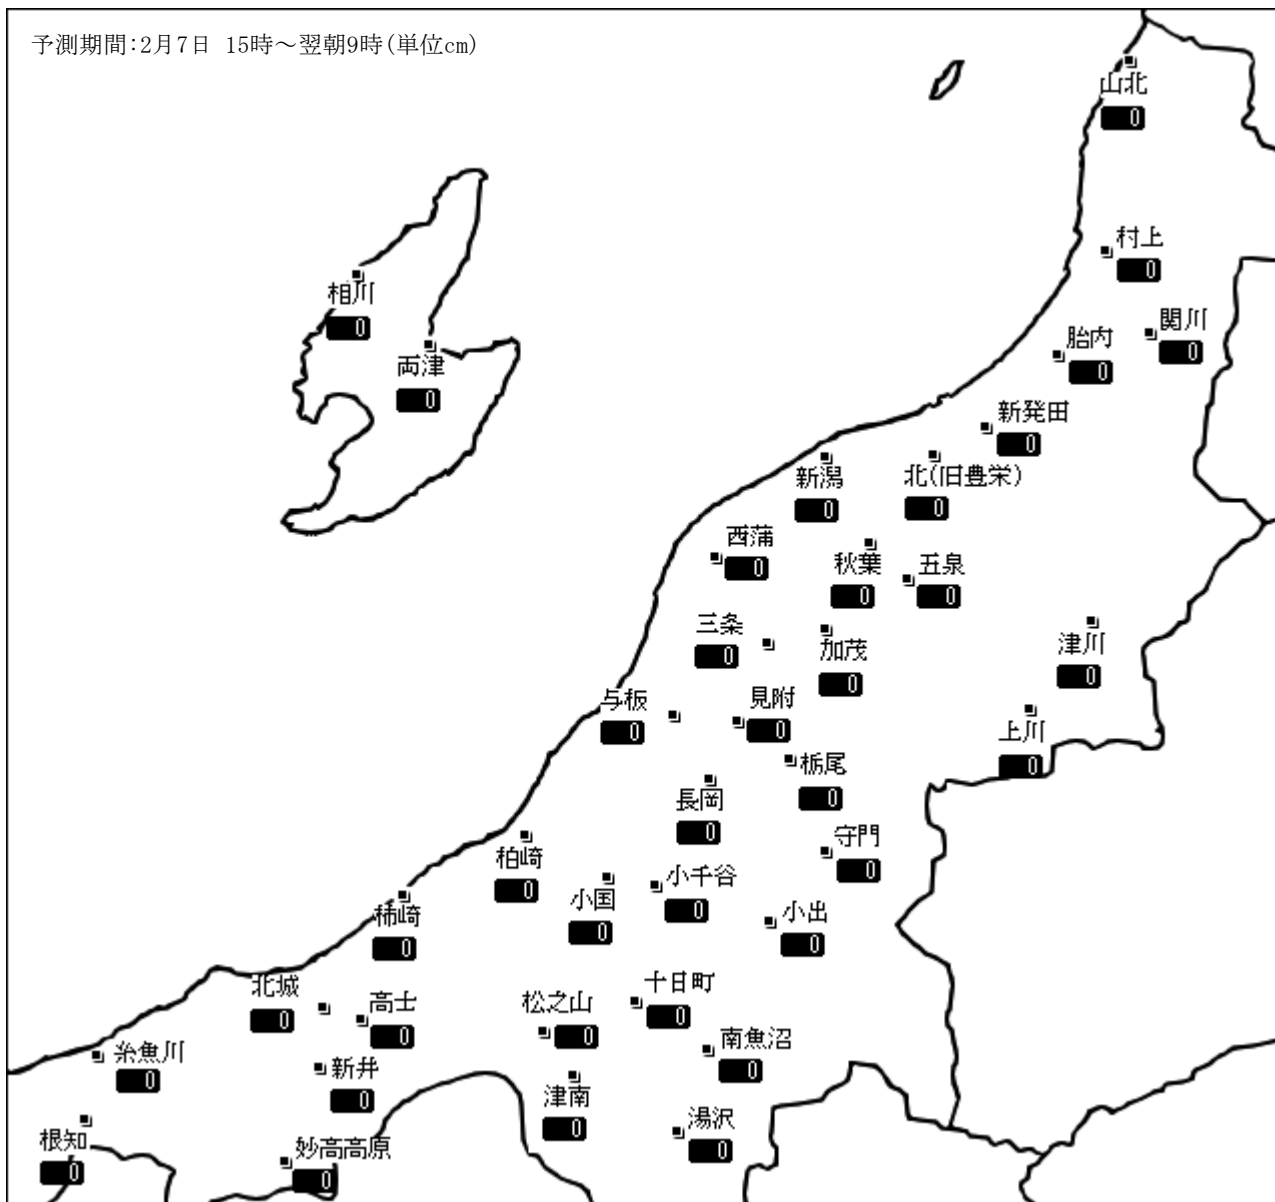 予測期間:2月7日 15時～翌朝9時(単位cm)
山北
0
村上
0
相川
0
関川
0
胎内
0
両津
0
新発田
0
新潟
0
北(旧豊栄)
0
西蒲
0
秋葉
0
五泉
0
三条
0
加茂
0
津川
0
与板
0
見附
0
上川
0
栃尾
0
長岡
0
守門
0
柏崎
0
小国
0
小千谷
0
小出
0
柿崎
0
北城
0
高士
0
松之山
0
十日町
0
南魚沼
0
糸魚川
0
新井
0
津南
0
湯沢
0
根知
0
妙高高原
0